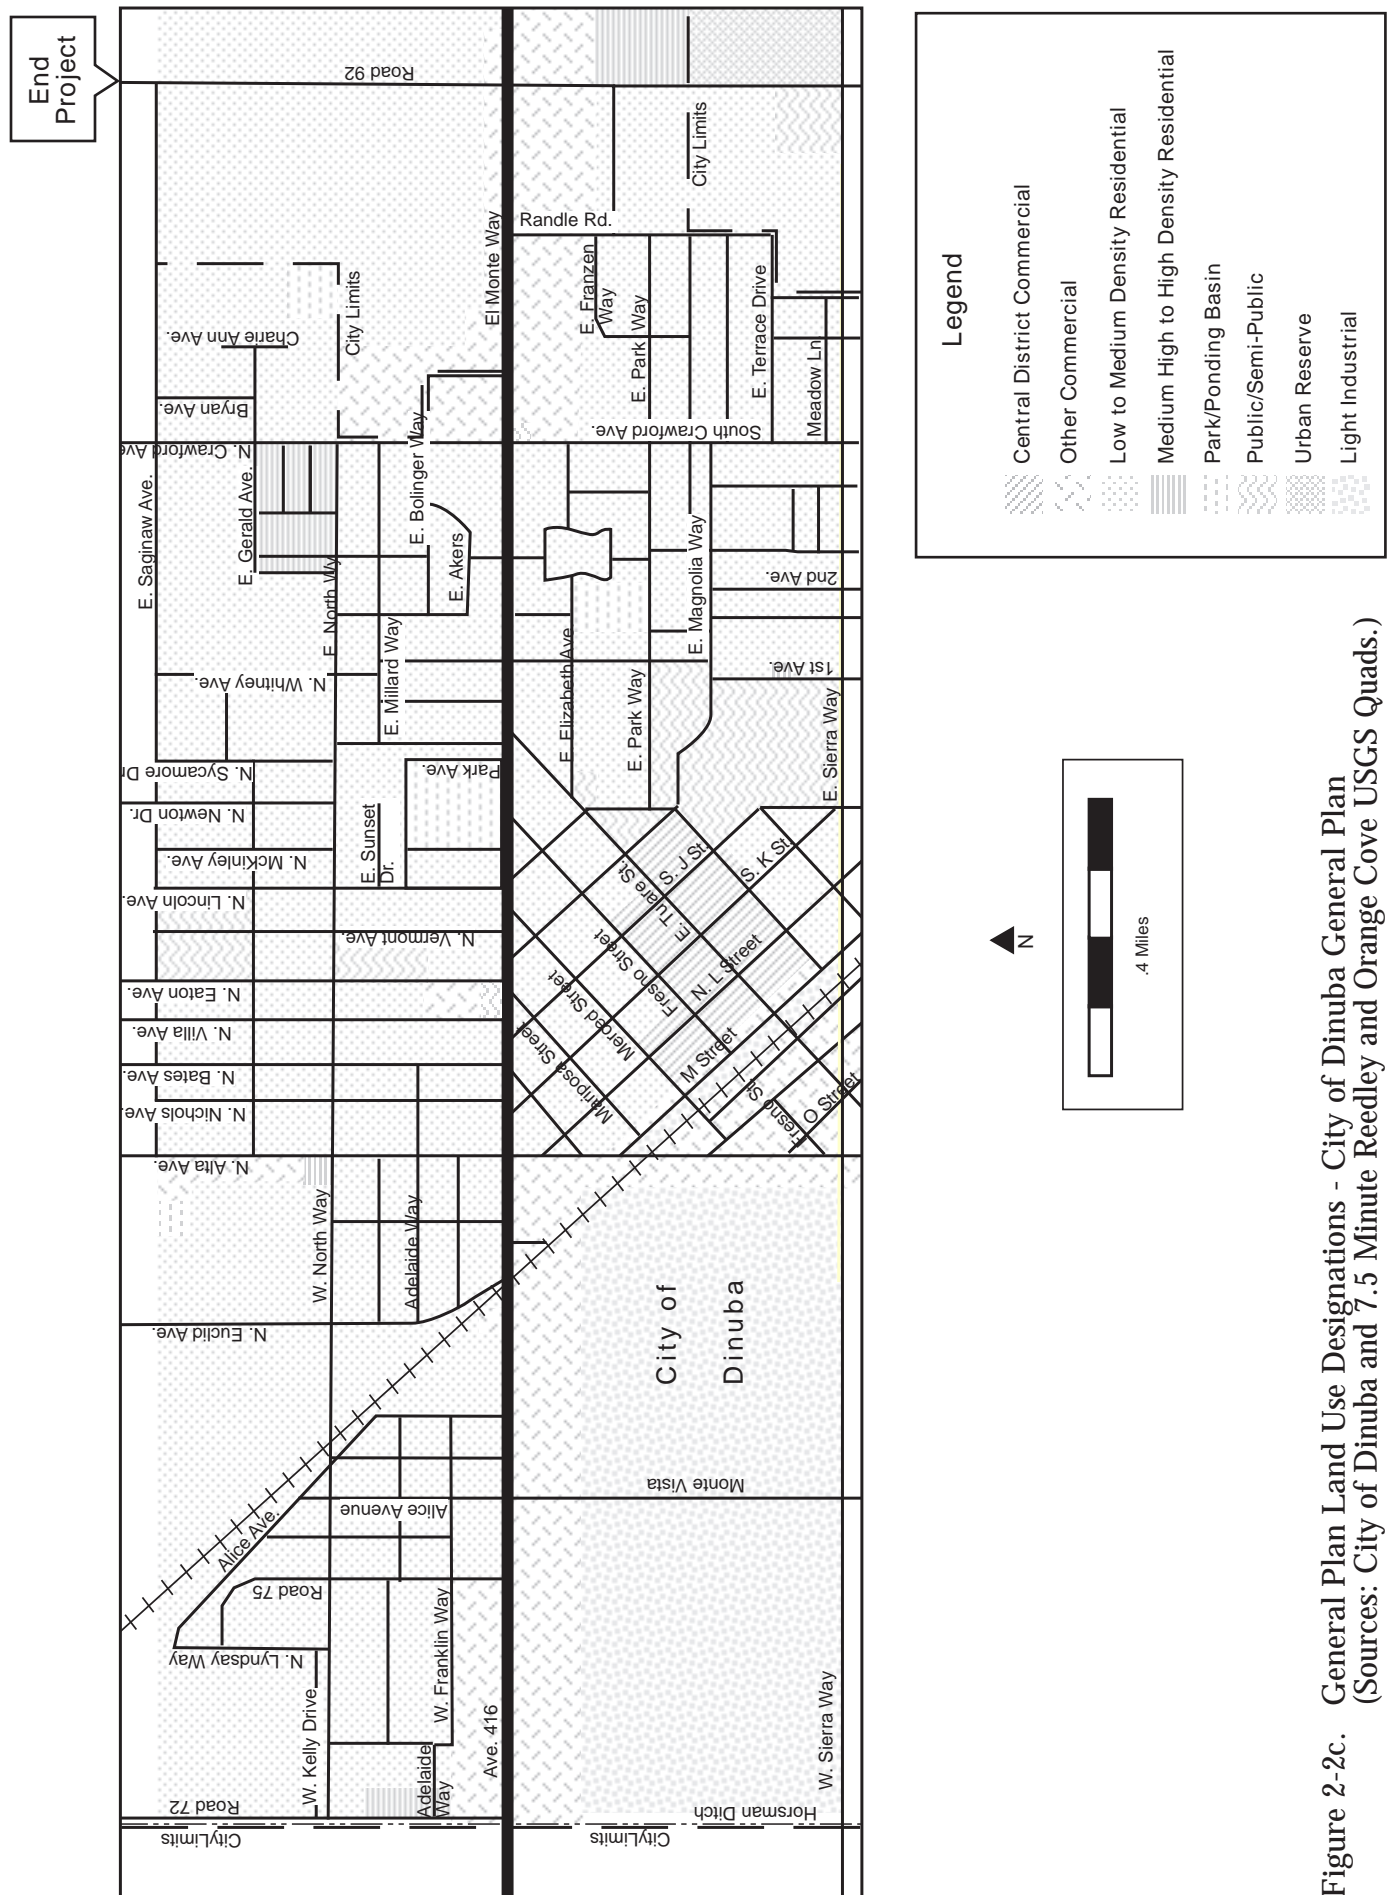 End
Project
Road 92
City Limits
Randle Rd.
El Monte Way
E. Franzen
Way
E. Park Way
E. Terrace Drive
Meadow Ln.
South Crawford Ave.
City Limits
Charie Ann Ave.
Bryan Ave.
N. Crawford Ave
E. Saginaw Ave.
E. Gerald Ave.
E. North Wy.
E. Bolinger Way
E. Akers
E. Millard Way
N. Whitney Ave.
E. Magnolia Way
2nd Ave.
1st Ave.
E. Elizabeth Ave
E. Park Way
E. Sierra Way
N. Sycamore Dr
N. Newton Dr.
N. McKinley Ave.
N. Lincoln Ave.
N. Vermont Ave.
N. Eaton Ave.
N. Villa Ave.
N. Bates Ave.
N. Nichols Ave.
N. Alta Ave.
Park Ave.
E. Sunset
Dr.
E. Tulare St.
S. J St.
S. K St.
Fresno Street
N. L Street
Merced Street
M Street
Mariposa Street
Fresno St.
O Street
W. North Way
Adelaide Way
N. Euclid Ave.
City of
Dinuba
Monte Vista
Alice Avenue
Alice Ave.
Road 75
N. Lyndsay Way
W. Kelly Drive
W. Franklin Way
Adelaide
Way
Ave. 416
W. Sierra Way
Road 72
Horsman Ditch
CityLimits
CityLimits
Legend
Central District Commercial
Other Commercial
Low to Medium Density Residential
Medium High to High Density Residential
Park/Ponding Basin
Public/Semi-Public
Urban Reserve
Light Industrial
N
.4 Miles
Figure 2-2c. General Plan Land Use Designations - City of Dinuba General Plan
(Sources: City of Dinuba and 7.5 Minute Reedley and Orange Cove USGS Quads.)